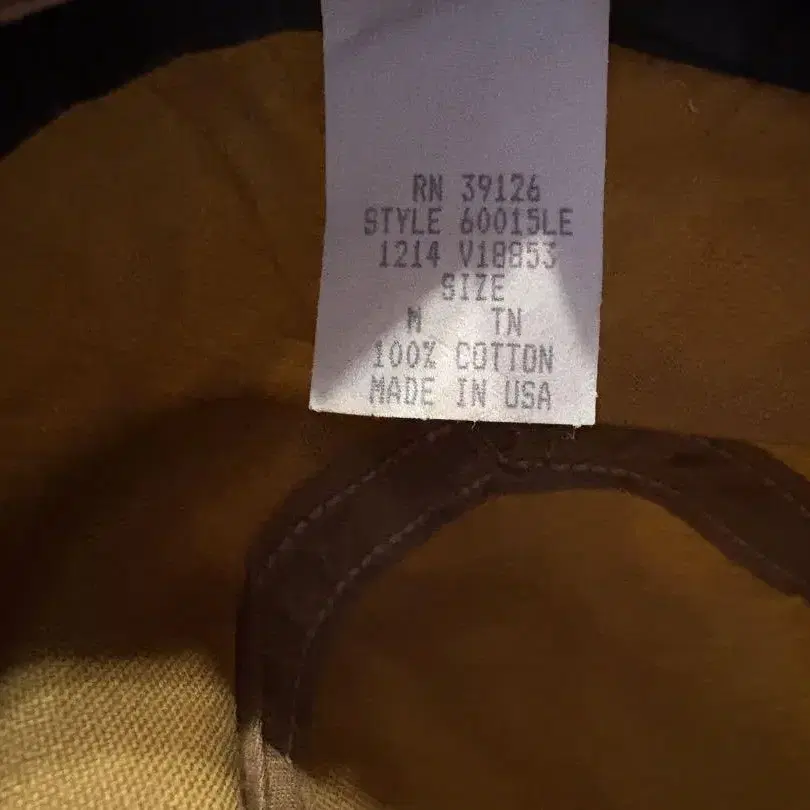 RN 39126
STYLE 60015LE
1214 V18853
SIZE
M TN
100% COTTON
MADE IN USA